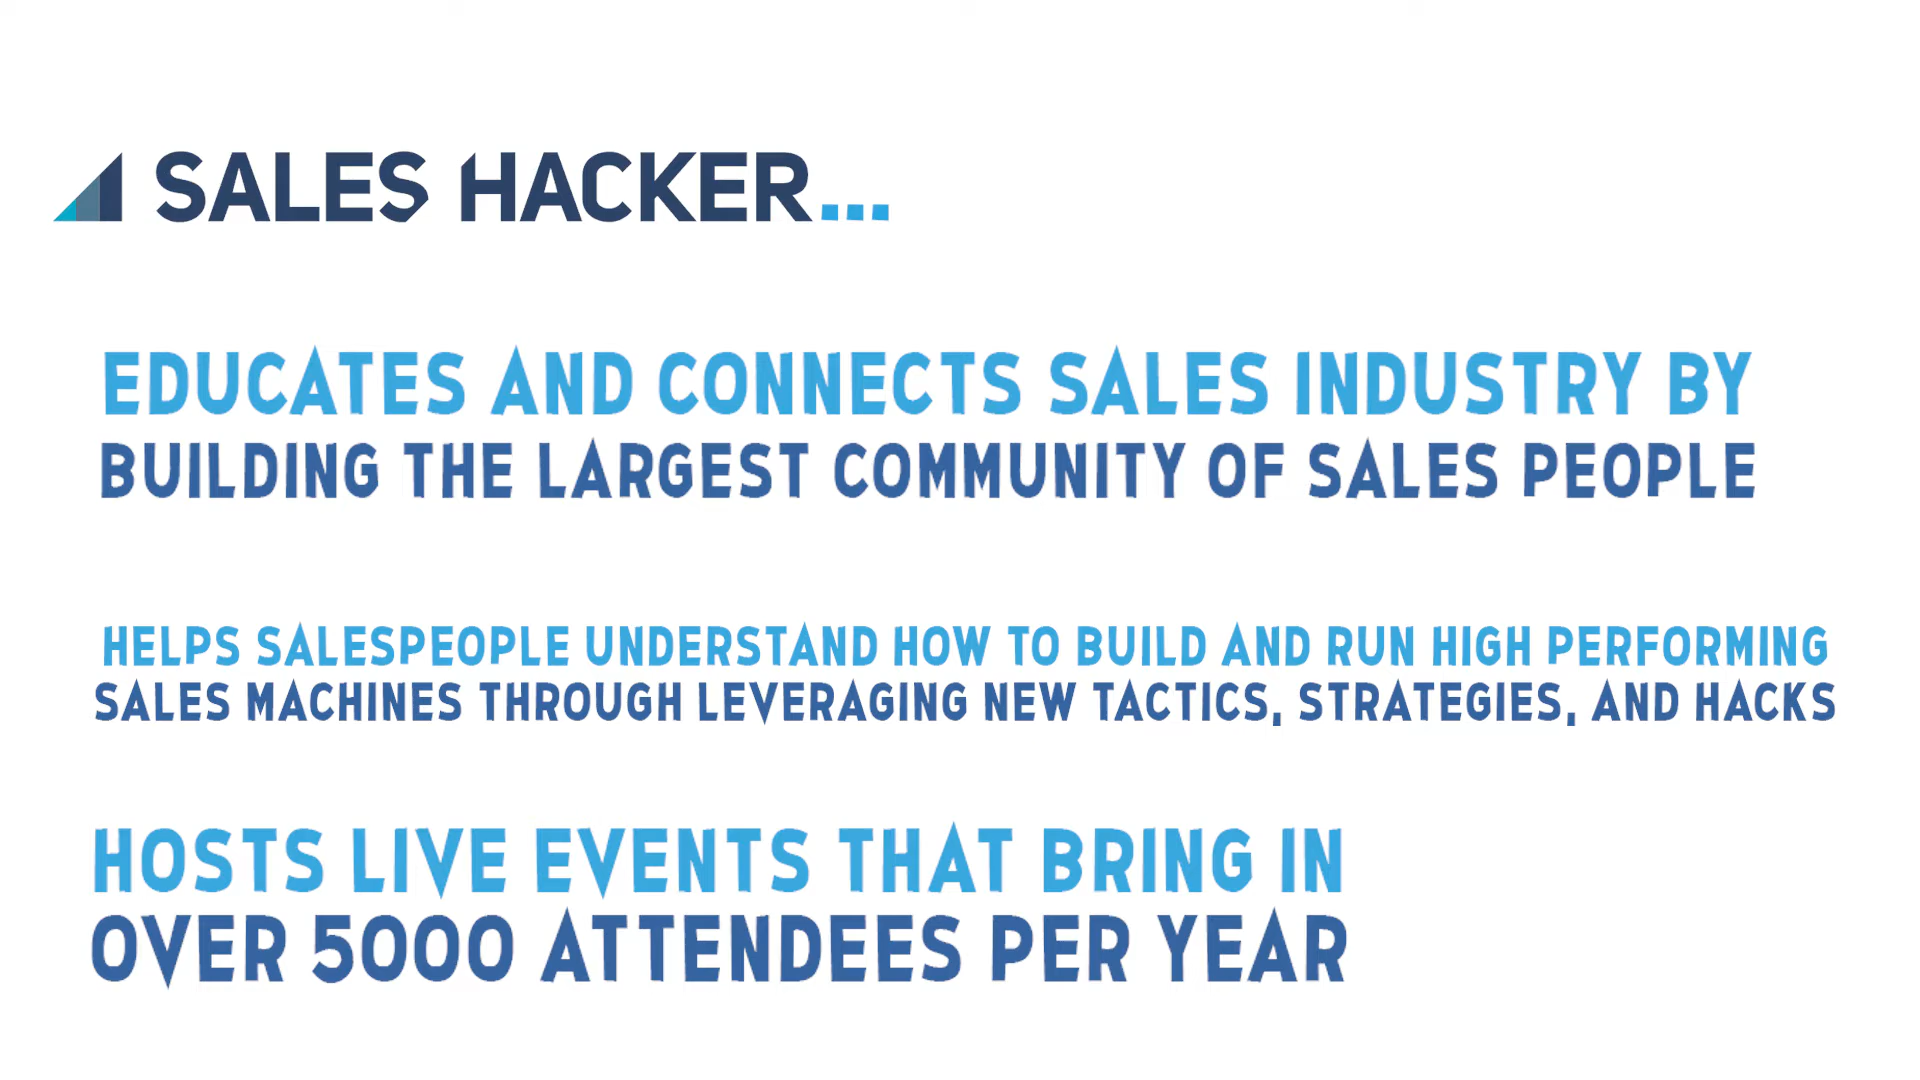 SALES HACKER...
EDUCATES AND CONNECTS SALES INDUSTRY BY
BUILDING THE LARGEST COMMUNITY OF SALES PEOPLE
HELPS SALESPEOPLE UNDERSTAND HOW TO BUILD AND RUN HIGH PERFORMING
SALES MACHINES THROUGH LEVERAGING NEW TACTICS, STRATEGIES, AND HACKS
HOSTS LIVE EVENTS THAT BRING IN
OVER 5000 ATTENDEES PER YEAR